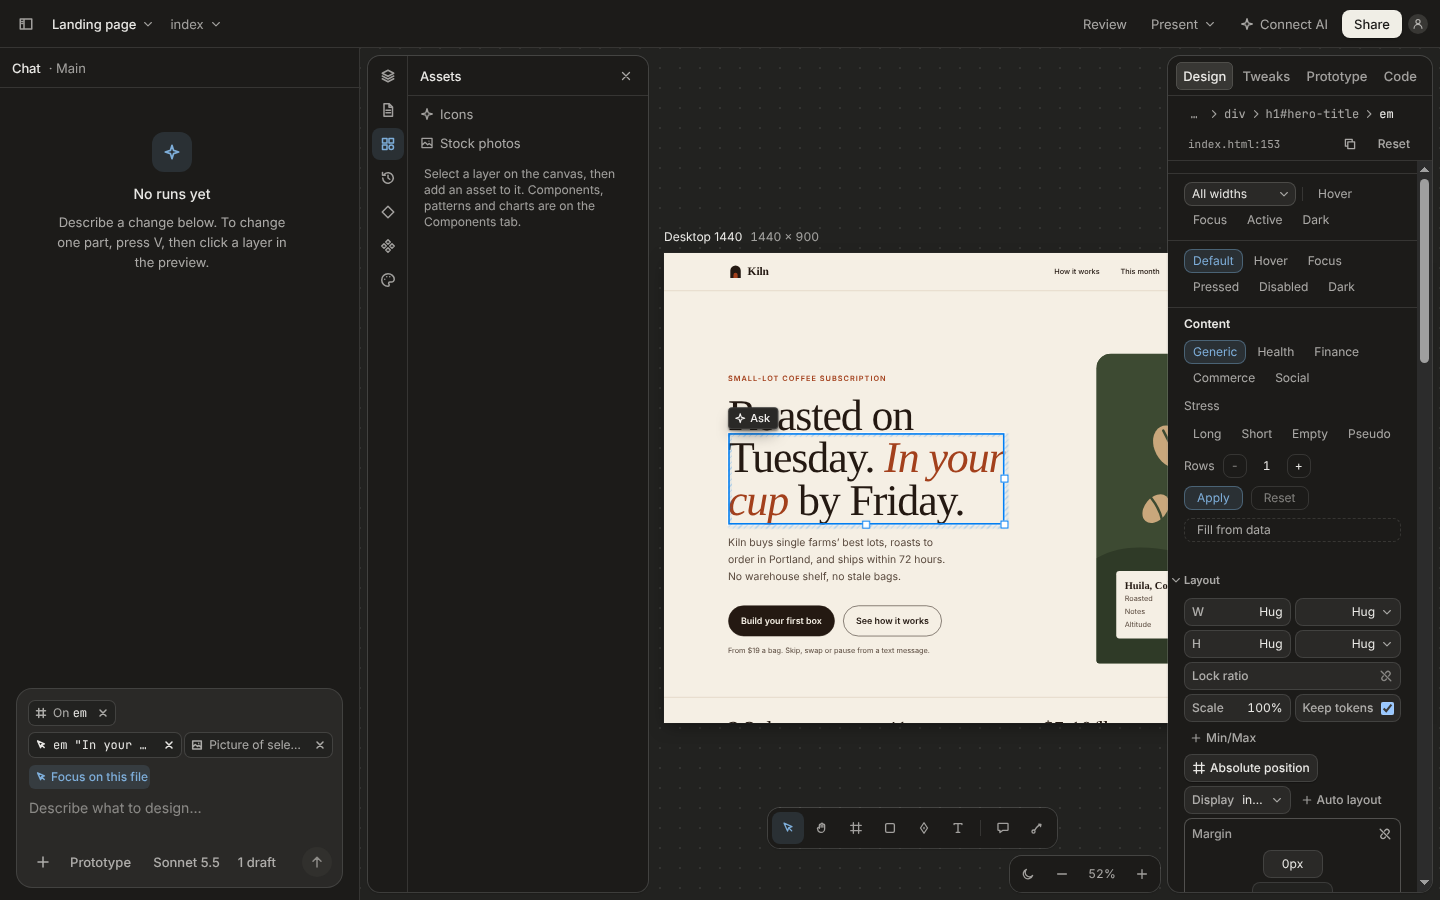 Landing page
index
Review
Present
Connect AI
Share
Chat · Main
No runs yet
Describe a change below. To change
one part, press V, then click a layer in
the preview.
On em
em "In your …
Picture of sele…
Focus on this file
Describe what to design…
Prototype
Sonnet 5.5
1 draft
Assets
Icons
Stock photos
Select a layer on the canvas, then
add an asset to it. Components,
patterns and charts are on the
Components tab.
Desktop 1440 1440 × 900
Kiln
How it works
This month
SMALL-LOT COFFEE SUBSCRIPTION
Ask
Roasted on
Tuesday. In your
cup by Friday.
Kiln buys single farms’ best lots, roasts to
order in Portland, and ships within 72 hours.
No warehouse shelf, no stale bags.
Build your first box
See how it works
From $19 a bag. Skip, swap or pause from a text message.
Huila, Co
Roasted
Notes
Altitude
52%
Design
Tweaks
Prototype
Code
… > div > h1#hero-title > em
index.html:153
Reset
All widths
Hover
Focus
Active
Dark
Default
Hover
Focus
Pressed
Disabled
Dark
Content
Generic
Health
Finance
Commerce
Social
Stress
Long
Short
Empty
Pseudo
Rows - 1 +
Apply
Reset
Fill from data
Layout
W Hug
Hug
H Hug
Hug
Lock ratio
Scale 100%
Keep tokens
+ Min/Max
Absolute position
Display in…
+ Auto layout
Margin
0px